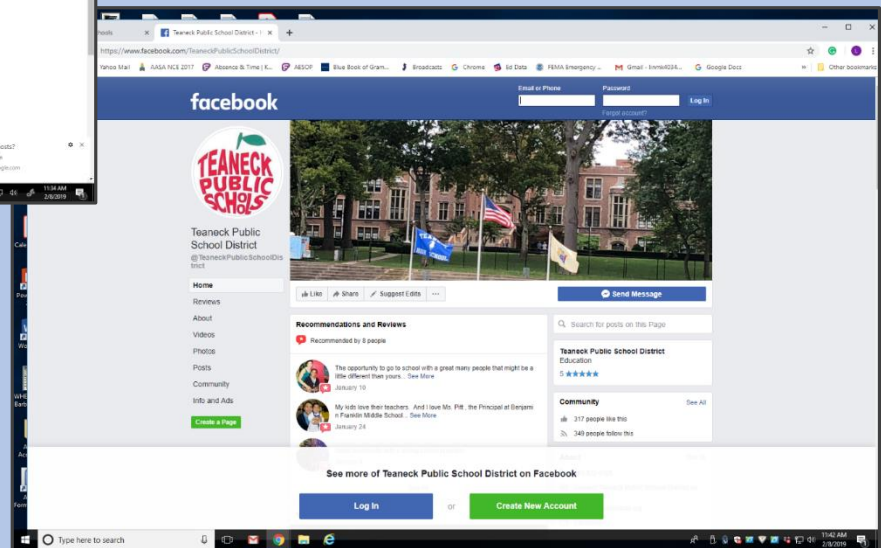 osts?
11:34 AM
2/8/2019
hools
Teaneck Public School District - I
https://www.facebook.com/TeaneckPublicSchoolDistrict/
Yahoo Mail
AASA NCE 2017
Absence & Time | K...
AESOP
Blue Book of Gram...
Broadcasts
Chrome
Ed Data
FEMA Emergency ...
Gmail
Google Docs
Other bookmarks
facebook
Email or Phone
Password
Log In
Forgot account?
TEANECK
PUBLIC
SCHOOLS
Teaneck Public
School District
@TeaneckPublicSchoolDis
trict
Home
Reviews
About
Videos
Photos
Posts
Community
Info and Ads
Create a Page
Like
Share
Suggest Edits
Send Message
Recommendations and Reviews
Recommended by 8 people
The opportunity to go to school with a great many people that might be a
little different than yours... See More
January 10
My kids love their teachers. And I love Ms. Pitt , the Principal at Benjami
n Franklin Middle School... See More
January 24
Search for posts on this Page
Teaneck Public School District
Education
5 ★★★★★
Community
See All
317 people like this
349 people follow this
See more of Teaneck Public School District on Facebook
Log In
or
Create New Account
Type here to search
11:42 AM
2/8/2019